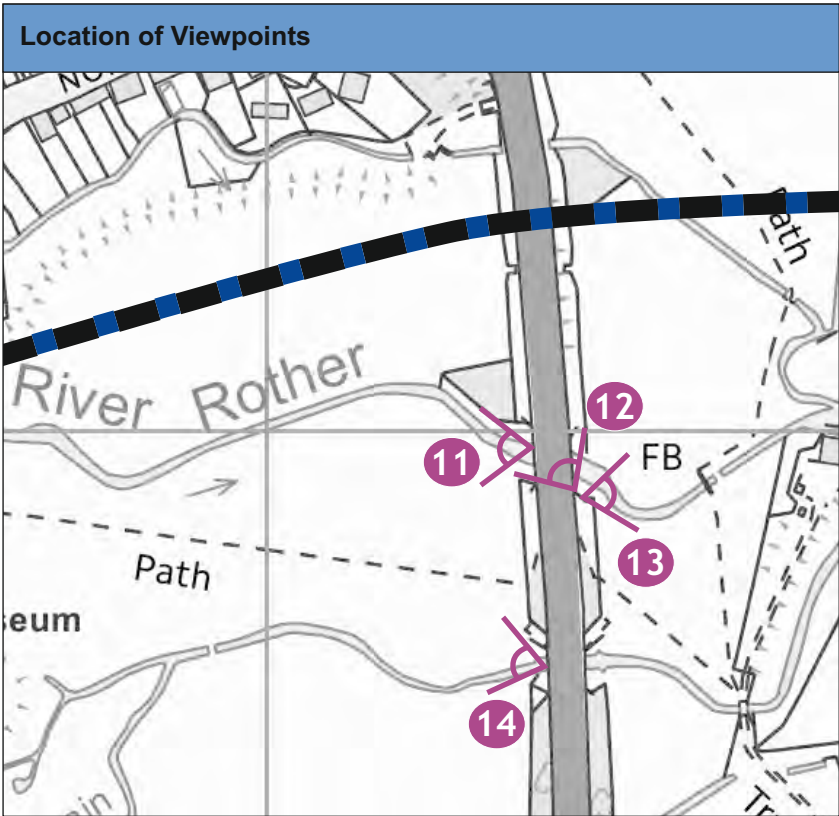 Location of Viewpoints
Path
River Rother
12
11
FB
13
Path
seum
14